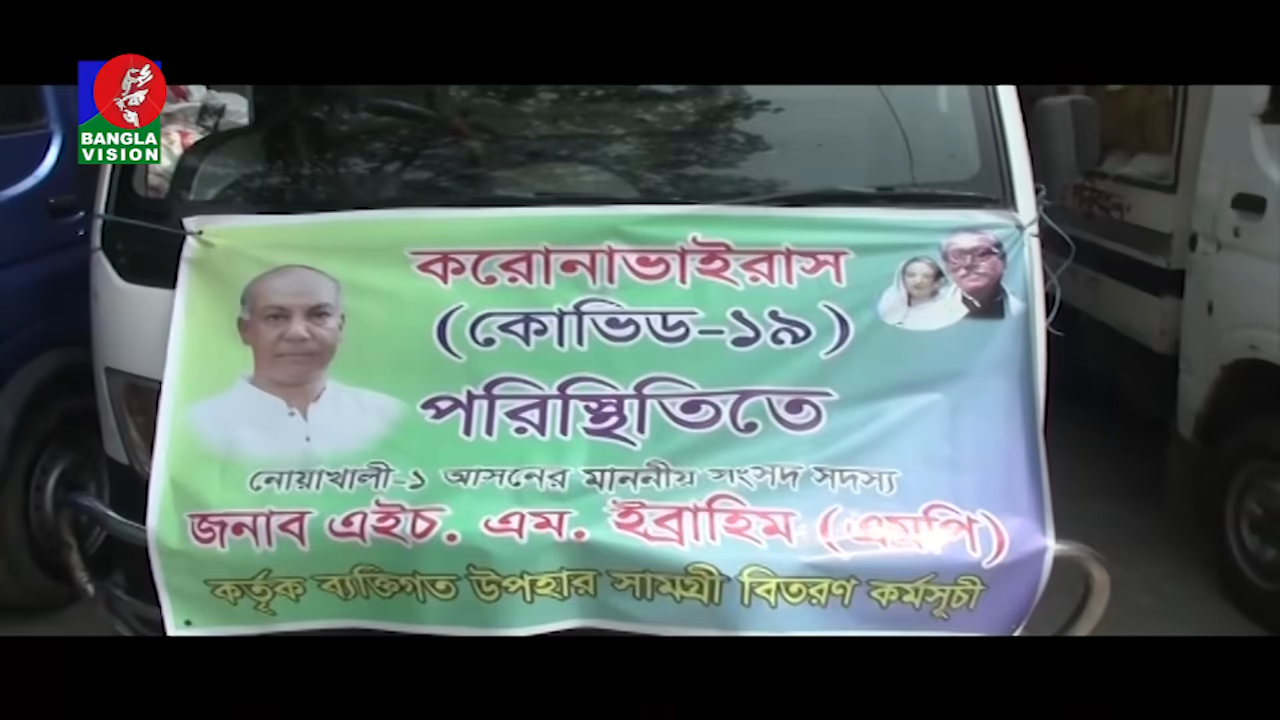 BANGLA
VISION
করোনাভাইরাস
(কোভিড-১৯)
পরিস্থিতিতে
নোয়াখালী-১ আসনের মাননীয় সংসদ সদস্য
জনাব এইচ. এম. ইব্রাহিম (এমপি)
কর্তৃক ব্যক্তিগত উপহার সামগ্রী বিতরণ কর্মসূচী